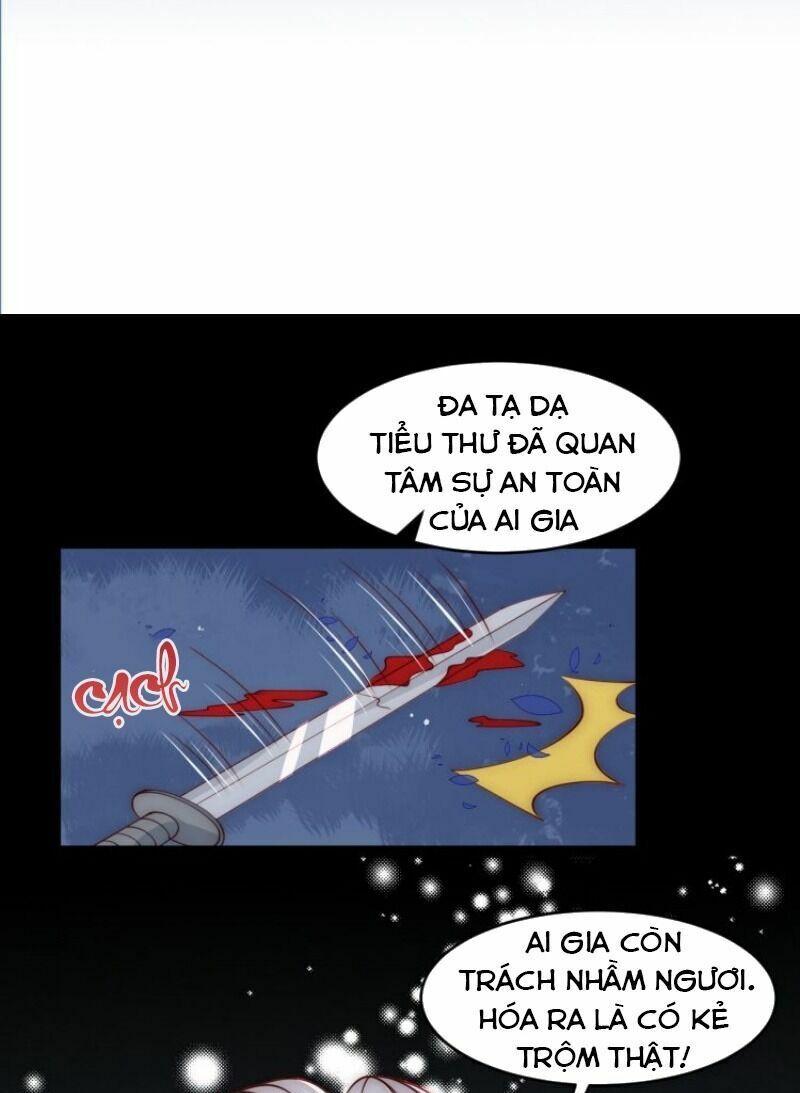 ĐA TẠ DẠ
TIỂU THƯ ĐÃ QUAN
TÂM SỰ AN TOÀN
CỦA AI GIA
CẠCH
AI GIA CÒN
TRÁCH NHẦM NGƯƠI.
HÓA RA LÀ CÓ KẺ
TRỘM THẬT!